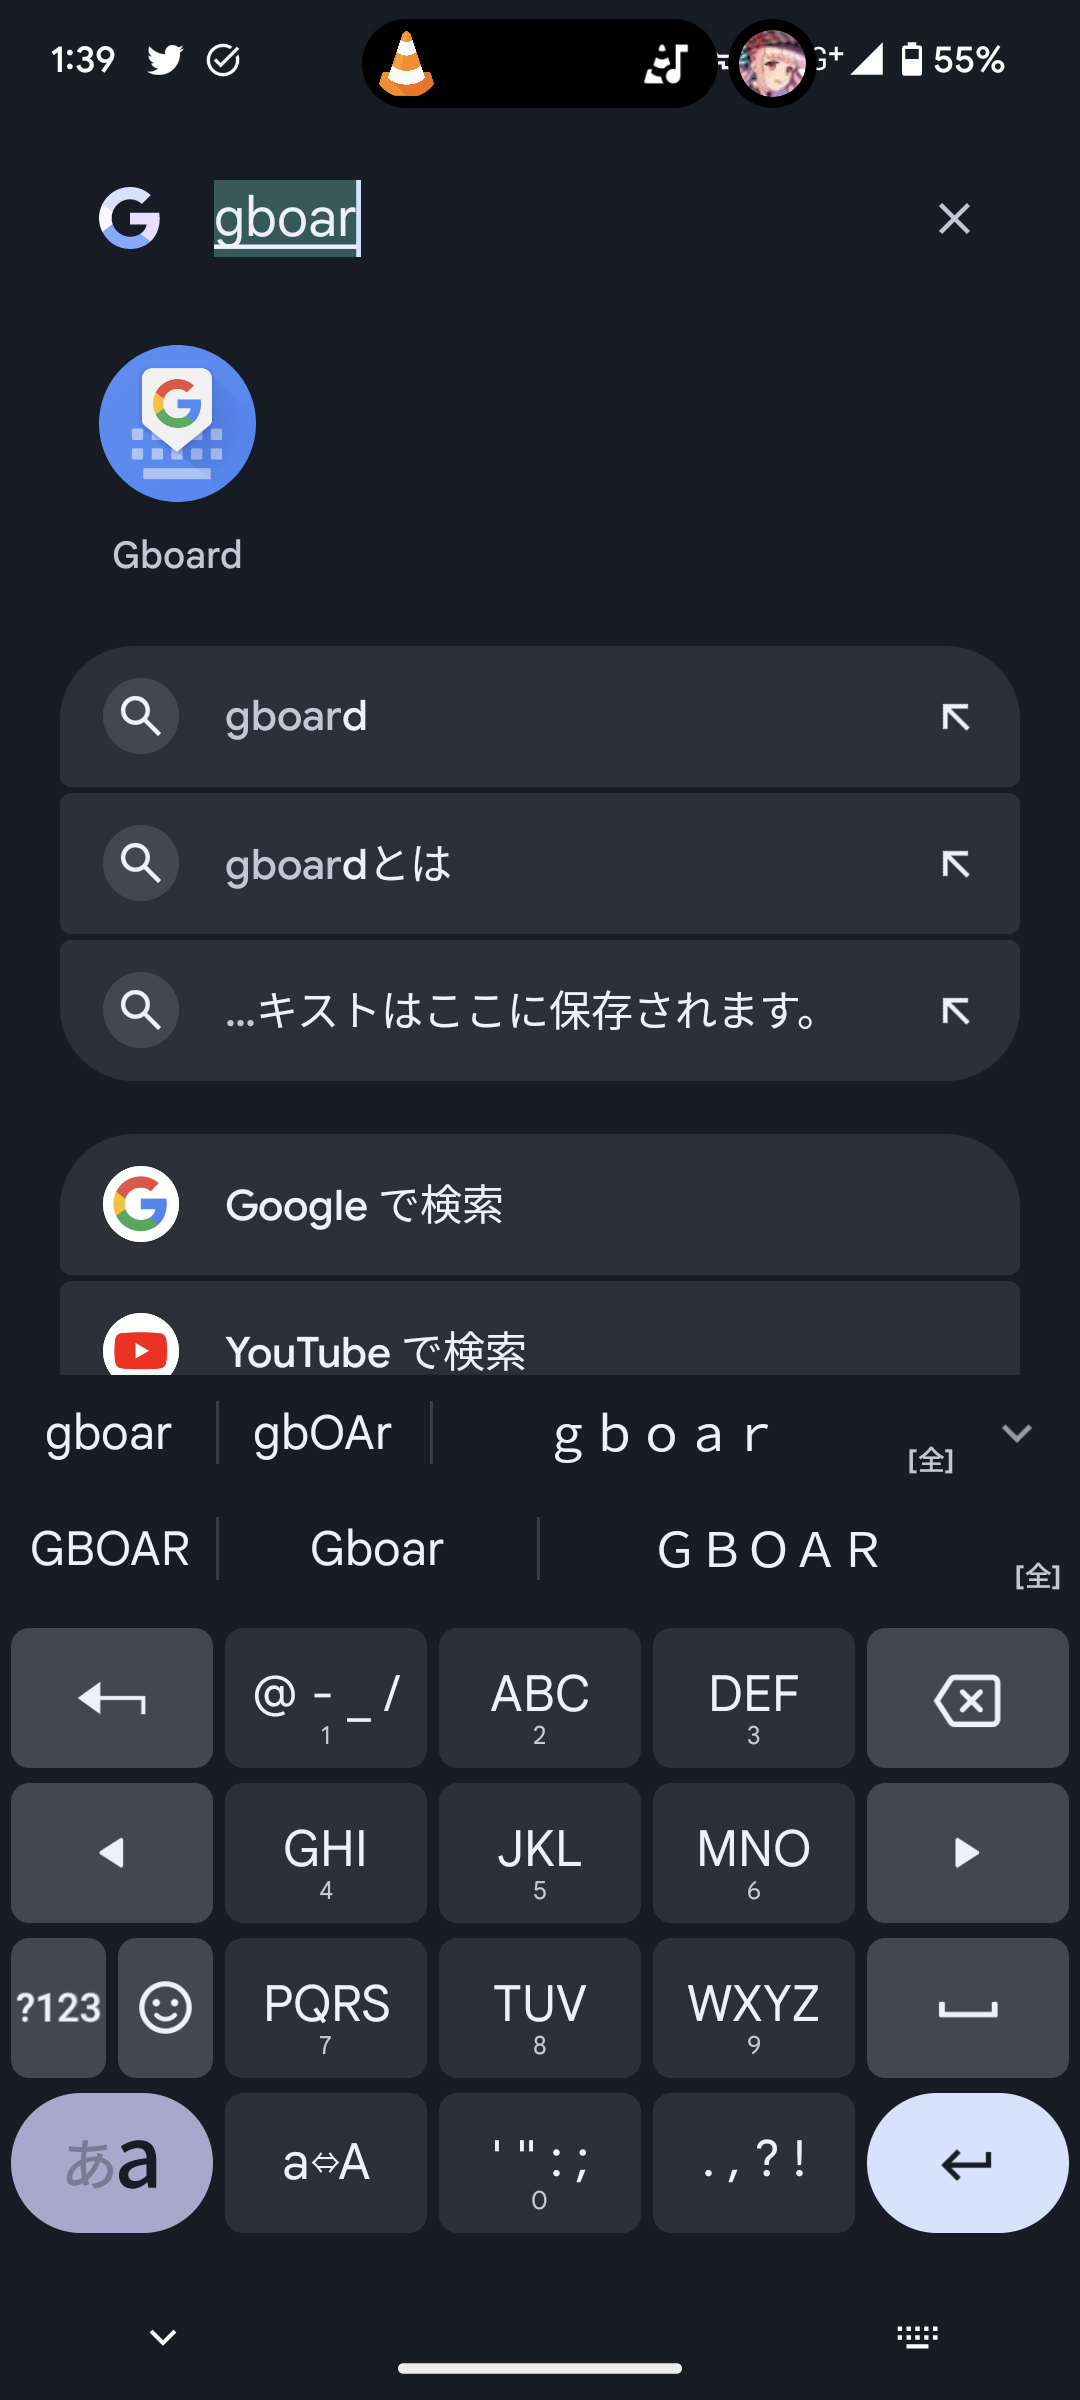 1:39
G+
55%
gboar
Gboard
gboard
gboardとは
...キストはここに保存されます。
Google で検索
YouTube で検索
gboar
gbOAr
ｇｂｏａｒ
[全]
GBOAR
Gboar
ＧＢＯＡＲ
[全]
@-_/
1
ABC
2
DEF
3
GHI
4
JKL
5
MNO
6
?123
PQRS
7
TUV
8
WXYZ
9
あa
a⇔A
'":;
0
.,?!